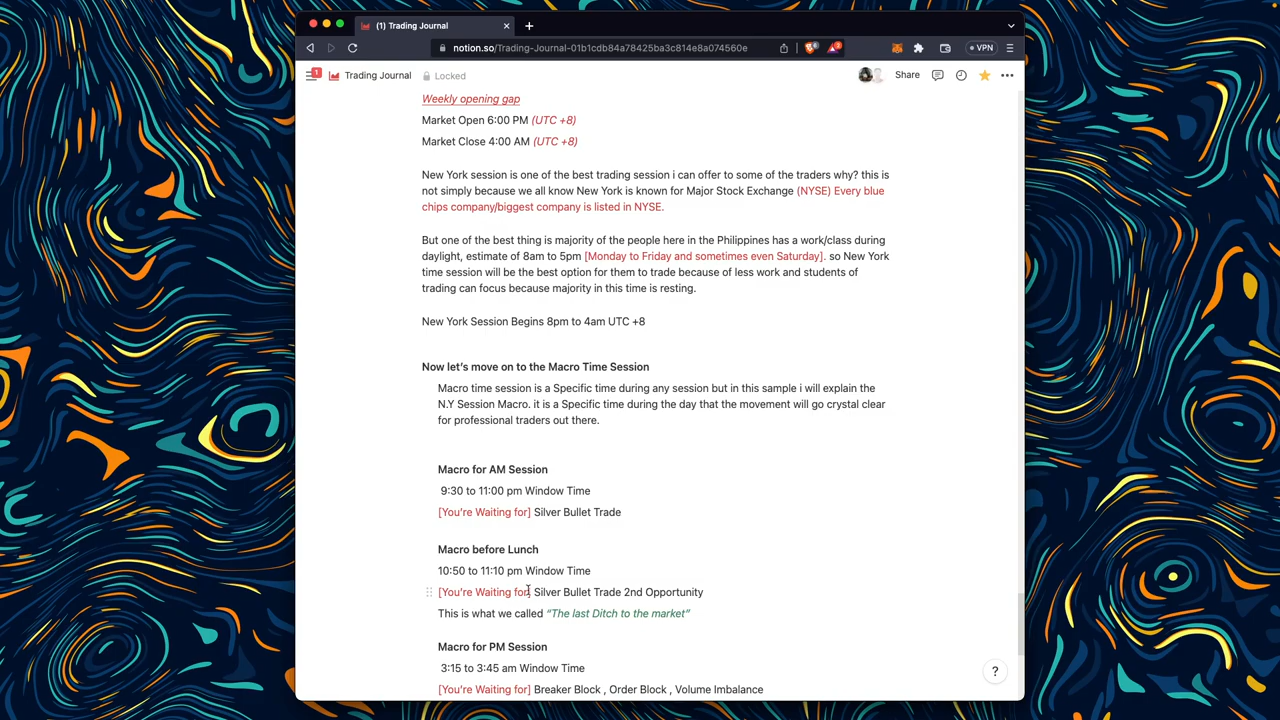 (1) Trading Journal
notion.so/Trading-Journal-01b1cdb84a78425ba3c814e8a074560e
VPN
1
Trading Journal
Locked
Share
Weekly opening gap
Market Open 6:00 PM (UTC +8)
Market Close 4:00 AM (UTC +8)
New York session is one of the best trading session i can offer to some of the traders why? this is
not simply because we all know New York is known for Major Stock Exchange (NYSE) Every blue
chips company/biggest company is listed in NYSE.
But one of the best thing is majority of the people here in the Philippines has a work/class during
daylight, estimate of 8am to 5pm [Monday to Friday and sometimes even Saturday]. so New York
time session will be the best option for them to trade because of less work and students of
trading can focus because majority in this time is resting.
New York Session Begins 8pm to 4am UTC +8
Now let's move on to the Macro Time Session
Macro time session is a Specific time during any session but in this sample i will explain the
N.Y Session Macro. it is a Specific time during the day that the movement will go crystal clear
for professional traders out there.
Macro for AM Session
9:30 to 11:00 pm Window Time
[You're Waiting for] Silver Bullet Trade
Macro before Lunch
10:50 to 11:10 pm Window Time
[You're Waiting for] Silver Bullet Trade 2nd Opportunity
This is what we called "The last Ditch to the market"
Macro for PM Session
3:15 to 3:45 am Window Time
[You're Waiting for] Breaker Block , Order Block , Volume Imbalance
?